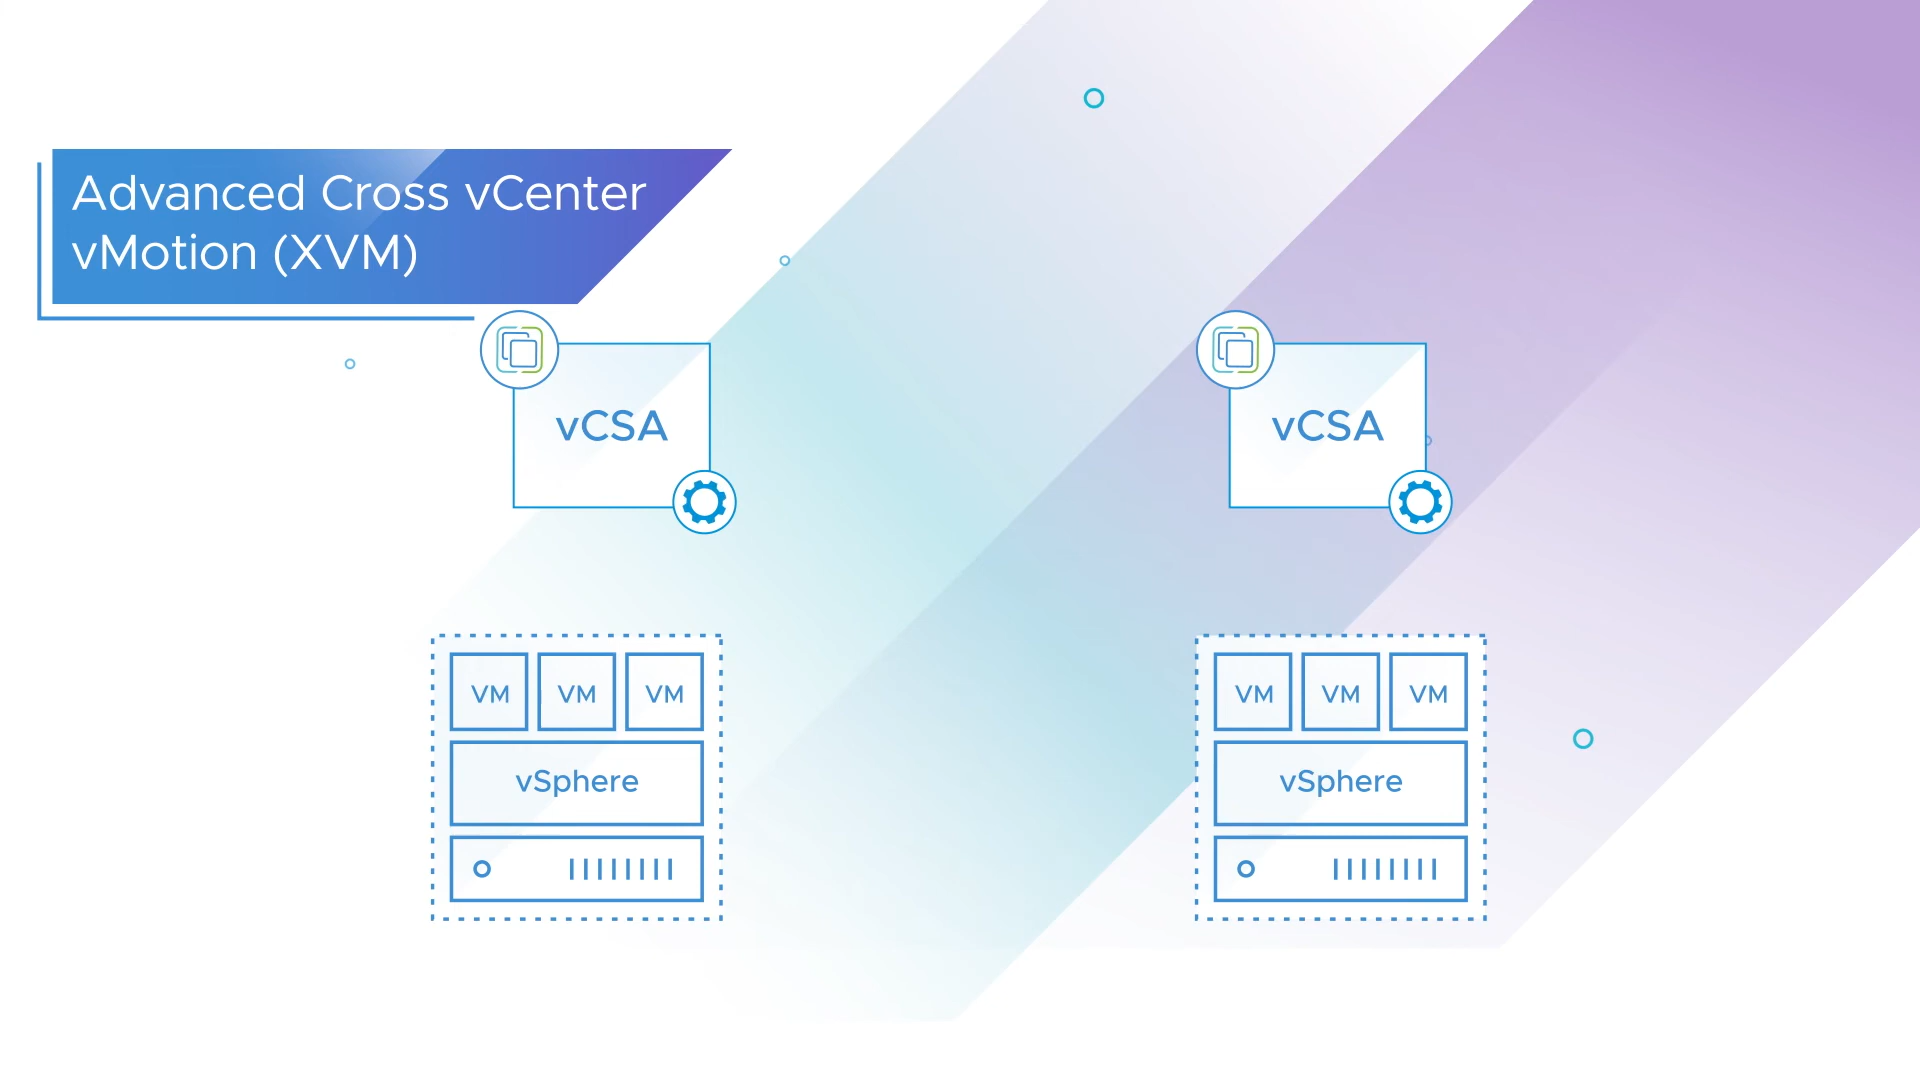 Advanced Cross vCenter
vMotion (XVM)
vCSA
vCSA
VM VM VM
vSphere
VM VM VM
vSphere